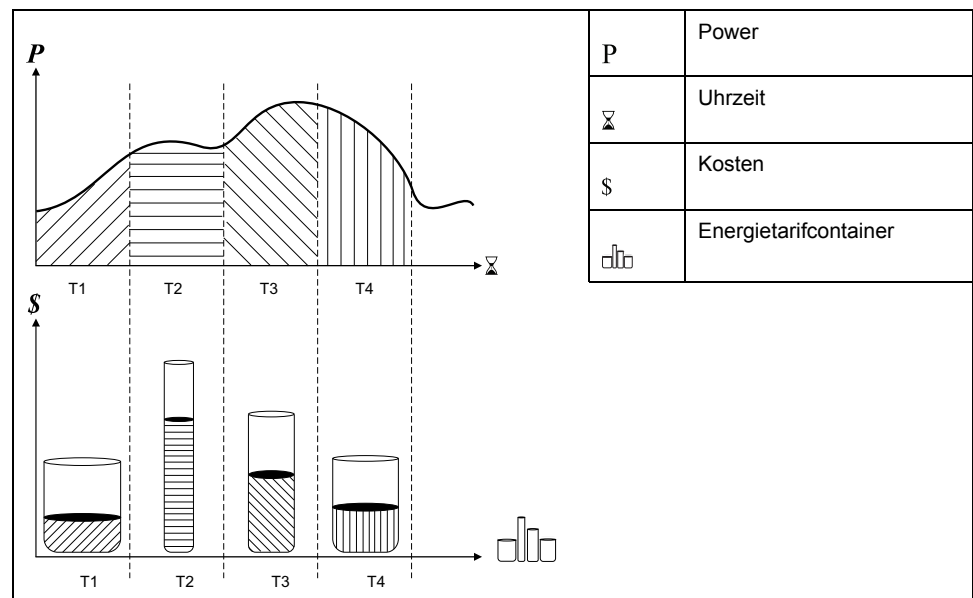 P
T1 T2 T3 T4
$
T1 T2 T3 T4
P Power
Uhrzeit
$ Kosten
Energietarifcontainer